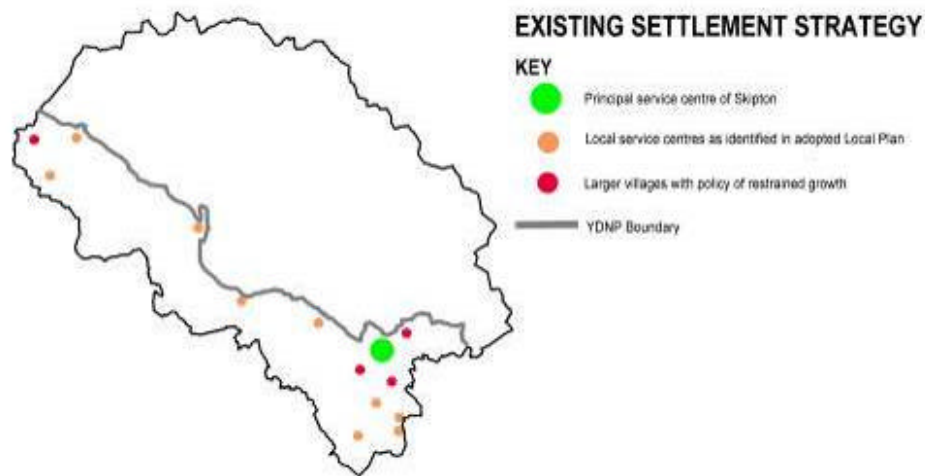 EXISTING SETTLEMENT STRATEGY
KEY
Principal service centre of Skipton
Local service centres as identified in adopted Local Plan
Larger villages with policy of restrained growth
YDNP Boundary